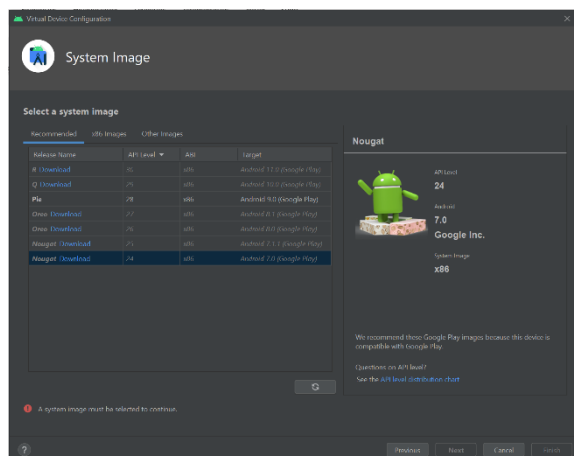 Virtual Device Configuration
System Image
Select a system image
Recommended x86 Images Other Images
Release Name API Level ABI Target
R Download 30 x86 Android 11.0 (Google Play)
Q Download 29 x86 Android 10.0 (Google Play)
Pie 28 x86 Android 9.0 (Google Play)
Oreo Download 27 x86 Android 8.1 (Google Play)
Oreo Download 26 x86 Android 8.0 (Google Play)
Nougat Download 25 x86 Android 7.1.1 (Google Play)
Nougat Download 24 x86 Android 7.0 (Google Play)
A system image must be selected to continue.
Nougat
API Level
24
Android
7.0
Google Inc.
System Image
x86
We recommend these Google Play images because this device is
compatible with Google Play.
Questions on API level?
See the API level distribution chart
? Previous Next Cancel Finish